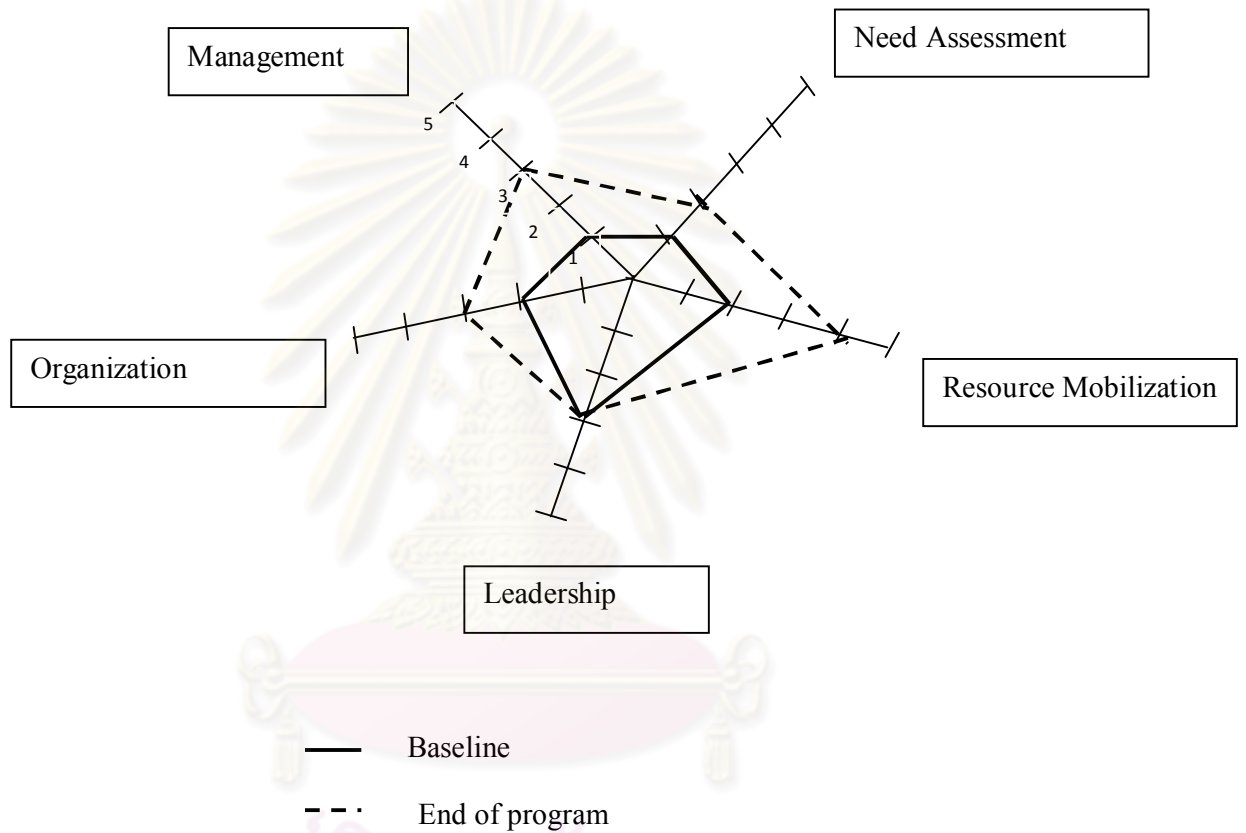 Need Assessment
Management
5
4
3
2
1
Organization
Resource Mobilization
Leadership
Baseline
End of program